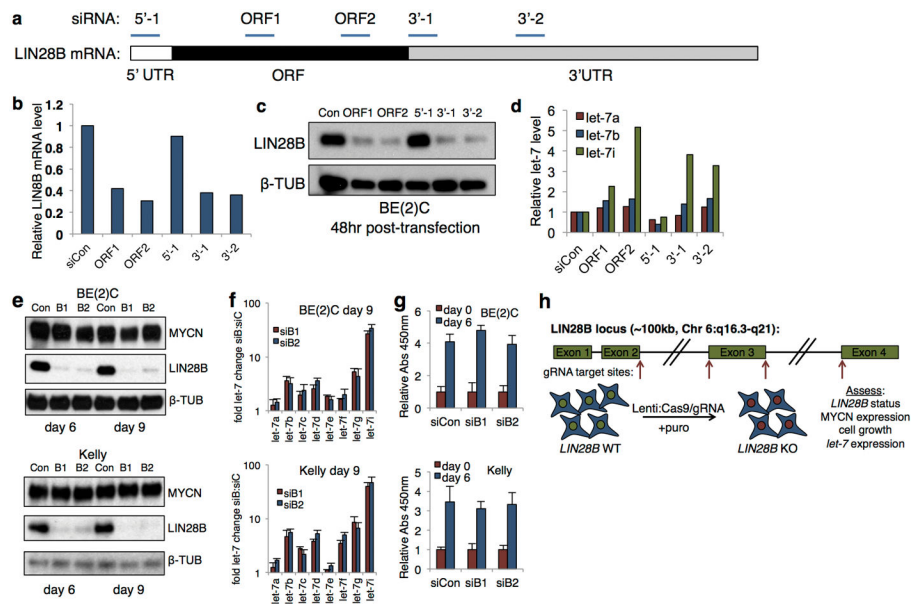 a
siRNA: 5'-1 ORF1 ORF2 3'-1 3'-2
LIN28B mRNA:
5' UTR ORF 3'UTR
b
Relative LIN8B mRNA level
1.2
1
0.8
0.6
0.4
0.2
0
siCon ORF1 ORF2 5'-1 3'-1 3'-2
c
Con ORF1 ORF2 5'-1 3'-1 3'-2
LIN28B
β-TUB
BE(2)C
48hr post-transfection
d
Relative let-7 level
6
5
4
3
2
1
0
let-7a
let-7b
let-7i
siCon ORF1 ORF2 5'-1 3'-1 3'-2
e
BE(2)C
Con B1 B2 Con B1 B2
MYCN
LIN28B
β-TUB
day 6 day 9
Kelly
Con B1 B2 Con B1 B2
MYCN
LIN28B
β-TUB
day 6 day 9
f
fold let-7 change siB:siC
100
10
1
BE(2)C day 9
siB1
siB2
let-7a let-7b let-7c let-7d let-7e let-7f let-7g let-7i
fold let-7 change siB:siC
100
10
1
Kelly day 9
siB1
siB2
let-7a let-7b let-7c let-7d let-7e let-7f let-7g let-7i
g
Relative Abs 450nm
6
5
4
3
2
1
0
day 0
day 6
BE(2)C
siCon siB1 siB2
Relative Abs 450nm
5
4
3
2
1
0
day 0
day 6
Kelly
siCon siB1 siB2
h
LIN28B locus (~100kb, Chr 6:q16.3-q21):
Exon 1 Exon 2 Exon 3 Exon 4
gRNA target sites:
Lenti:Cas9/gRNA
+puro
LIN28B WT
LIN28B KO
Assess:
LIN28B status
MYCN expression
cell growth
let-7 expression